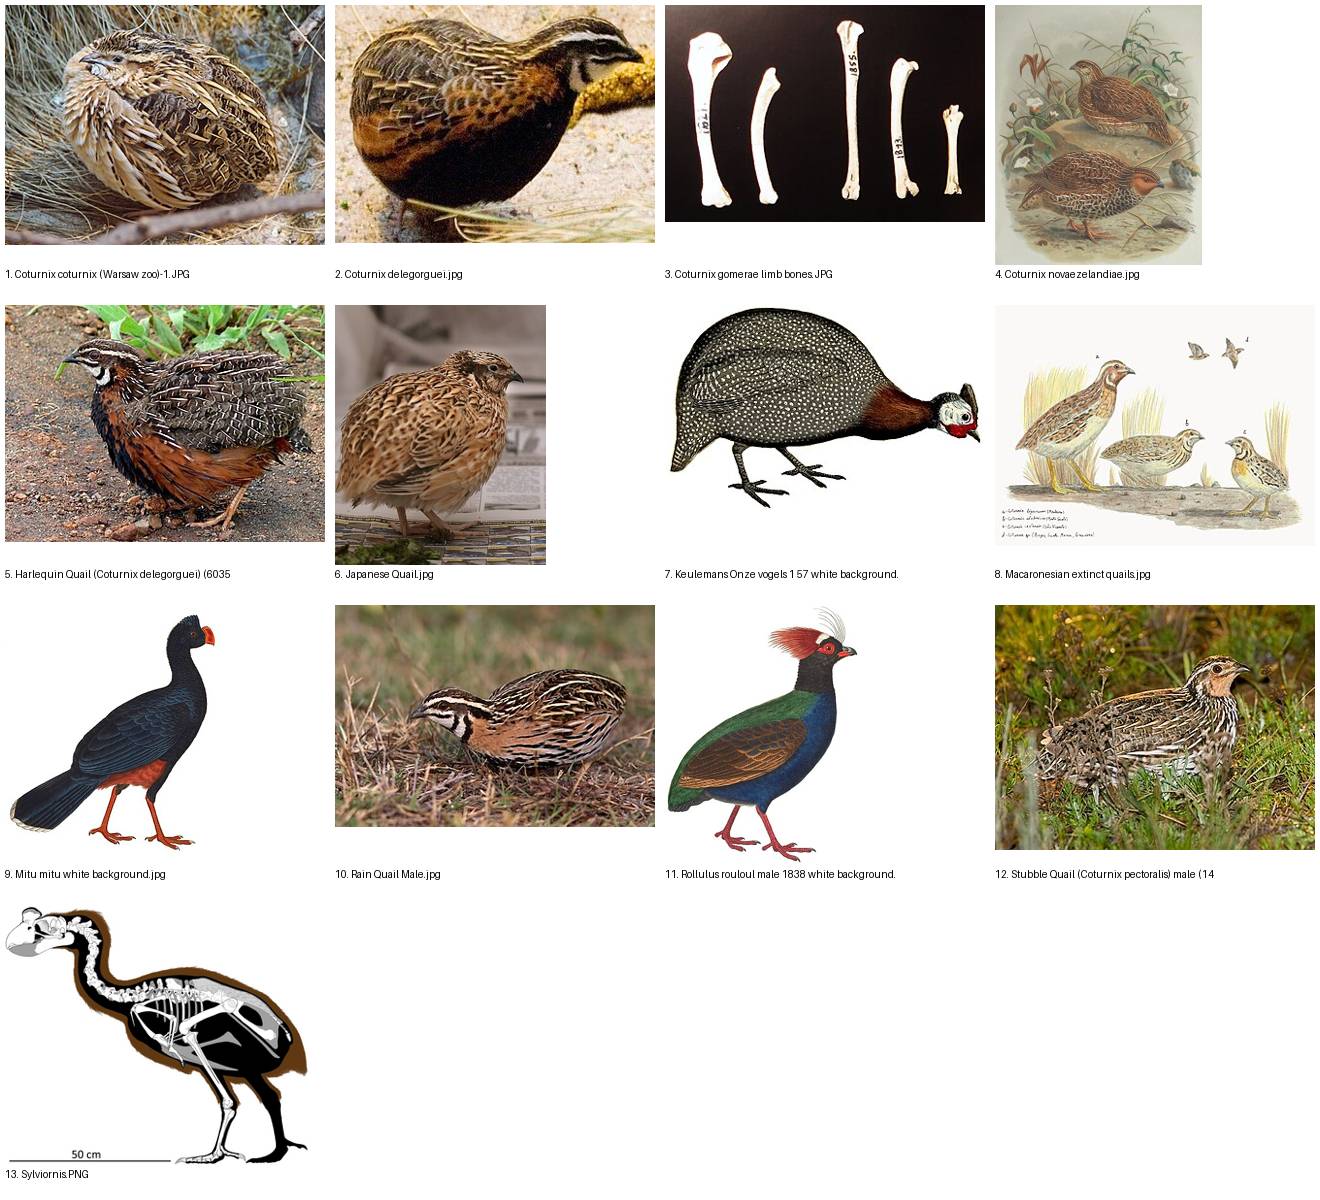 1. Coturnix coturnix (Warsaw zoo)-1.JPG
2. Coturnix delegorguei.jpg
3. Coturnix gomerae limb bones.JPG
4. Coturnix novaezelandiae.jpg
1855
1873
5. Harlequin Quail (Coturnix delegorguei) (6035
6. Japanese Quail.jpg
7. Keulemans Onze vogels 1 57 white background.
8. Macaronesian extinct quails.jpg
a
b
c
d
9. Mitu mitu white background.jpg
10. Rain Quail Male.jpg
11. Rollulus rouloul male 1838 white background.
12. Stubble Quail (Coturnix pectoralis) male (14
50 cm
13. Sylviornis.PNG